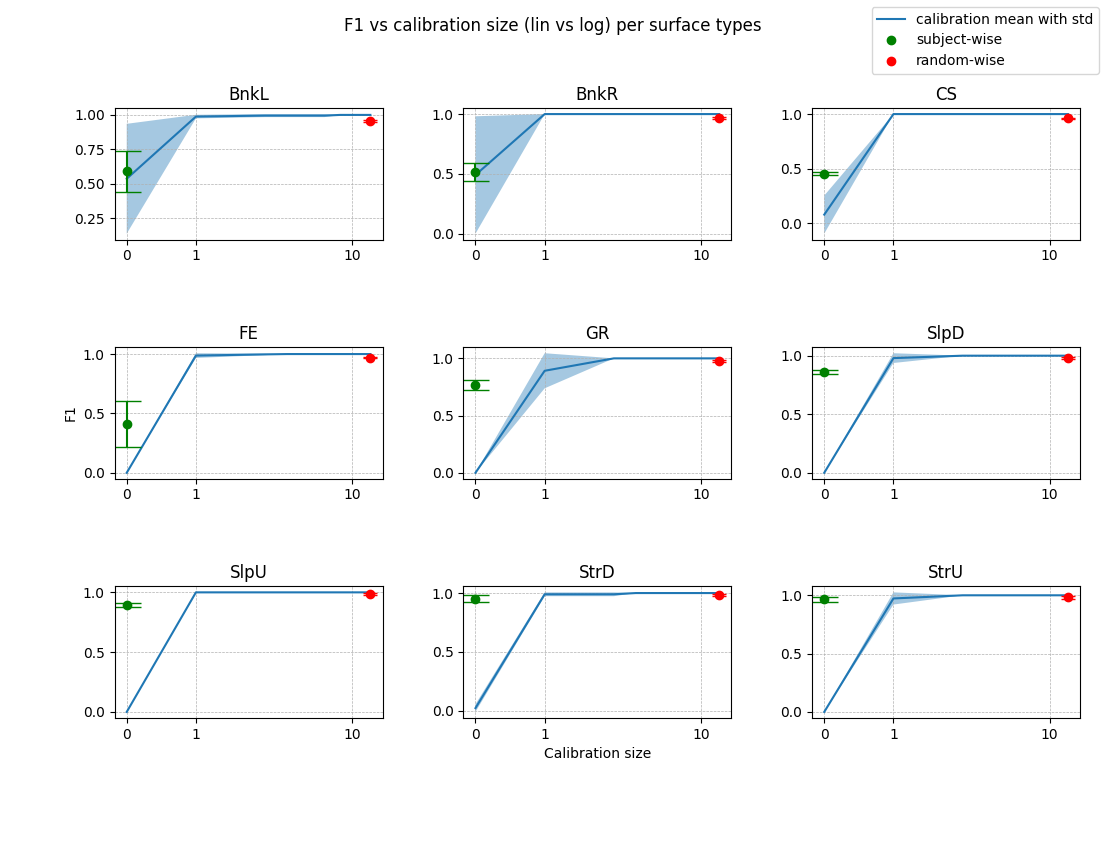 F1 vs calibration size (lin vs log) per surface types
calibration mean with std
subject-wise
random-wise
BnkL
1.00
0.75
0.50
0.25
0 1 10
BnkR
1.0
0.5
0.0
0 1 10
CS
1.0
0.5
0.0
0 1 10
FE
F1
1.0
0.5
0.0
0 1 10
GR
1.0
0.5
0.0
0 1 10
SlpD
1.0
0.5
0.0
0 1 10
SlpU
1.0
0.5
0.0
0 1 10
StrD
1.0
0.5
0.0
0 1 10
Calibration size
StrU
1.0
0.5
0.0
0 1 10